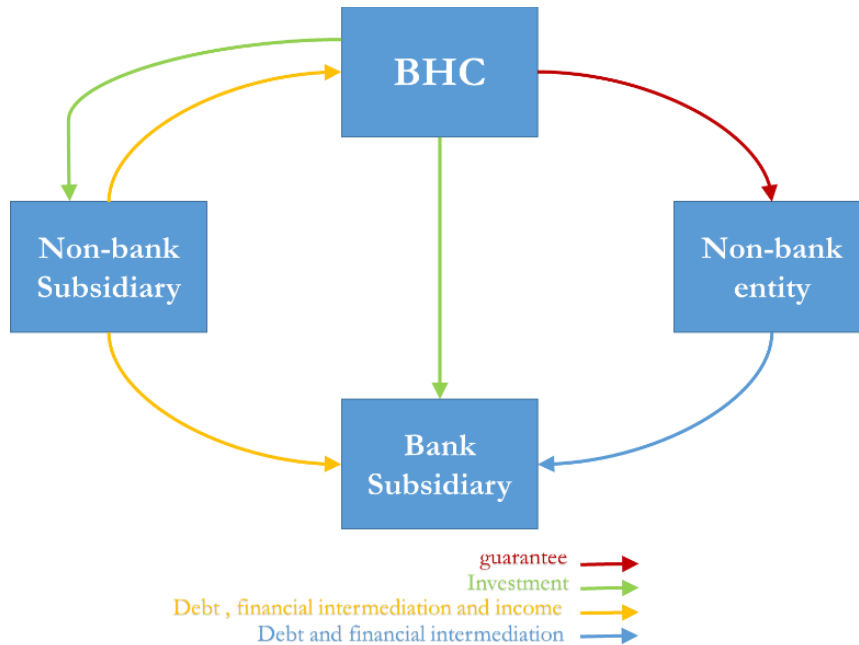 BHC
Non-bank
Subsidiary
Non-bank
entity
Bank
Subsidiary
guarantee
Investment
Debt , financial intermediation and income
Debt and financial intermediation